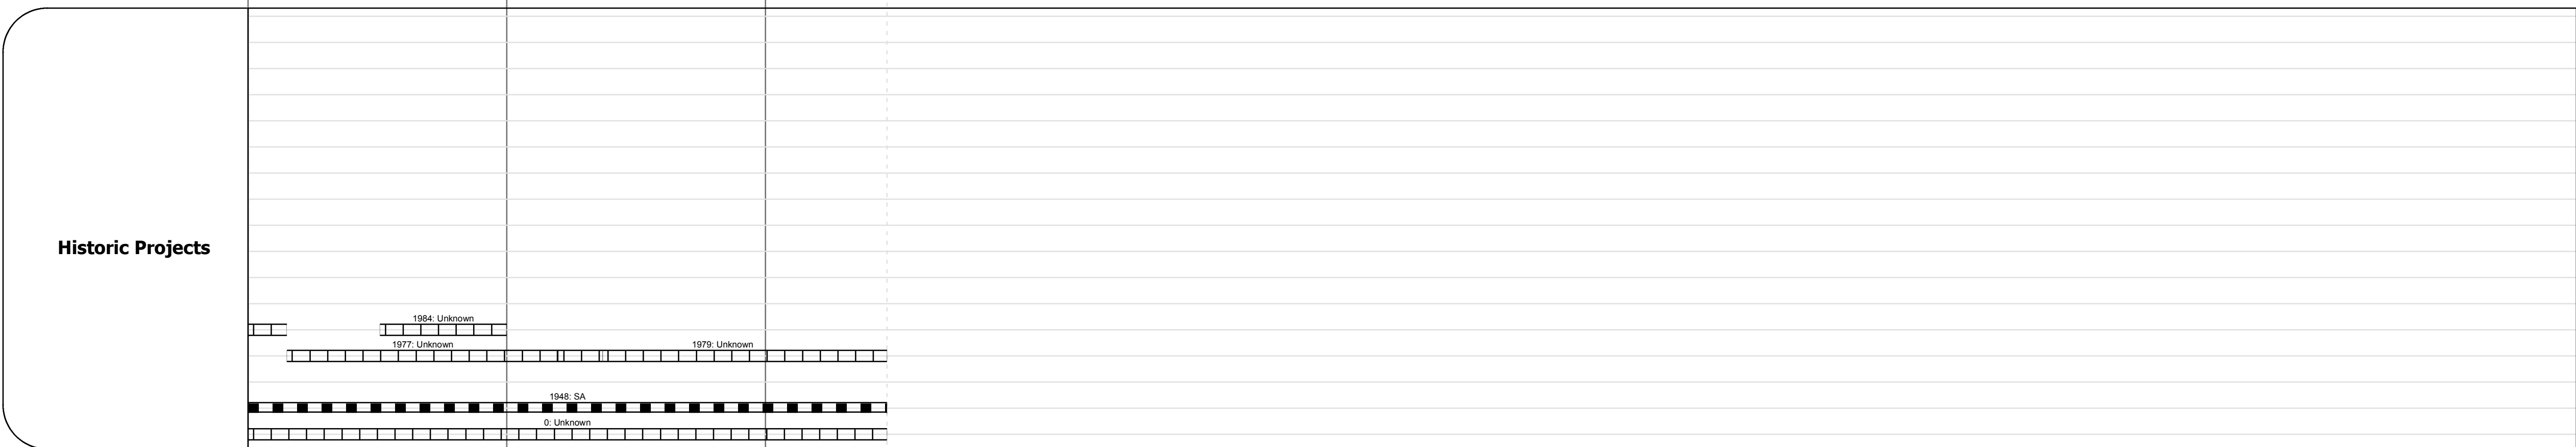 Historic Projects
1984: Unknown
1977: Unknown
1979: Unknown
1948: SA
0: Unknown